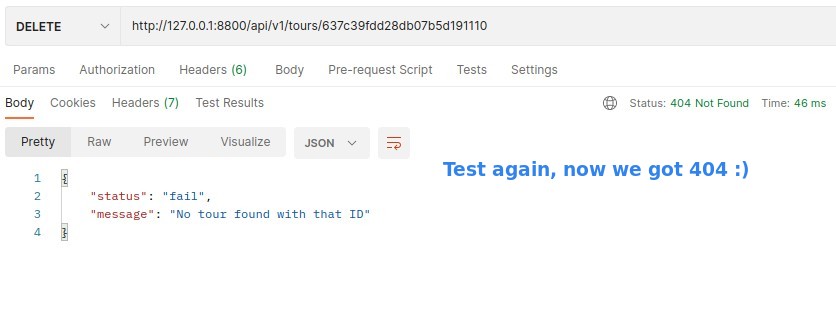 DELETE http://127.0.0.1:8800/api/v1/tours/637c39fdd28db07b5d191110
Params Authorization Headers (6) Body Pre-request Script Tests Settings
Body Cookies Headers (7) Test Results Status: 404 Not Found Time: 46 ms
Pretty Raw Preview Visualize JSON
Test again, now we got 404 :)
1 {
2 "status": "fail",
3 "message": "No tour found with that ID"
4 }